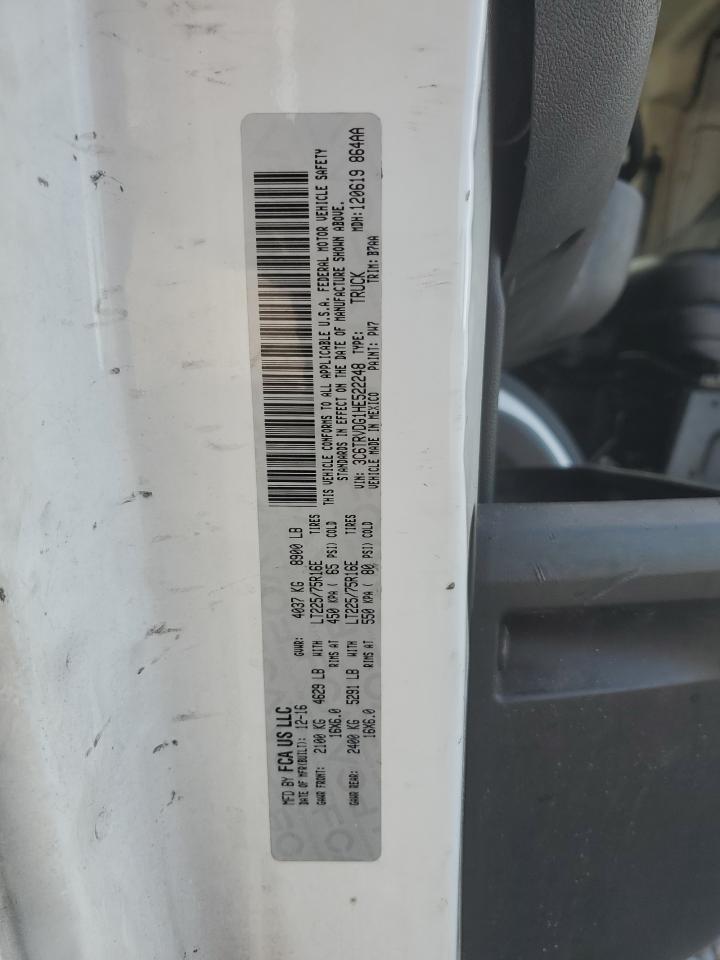 MFD BY FCA US LLC
DATE OF MFR(BUILT): 12-16 GVWR: 4037 KG 8900 LB
GAWR FRONT: 2100 KG 4629 LB WITH LT225/75R16E TIRES
16X6.0 RIMS AT 450 KPA ( 65 PSI) COLD
GAWR REAR: 2400 KG 5291 LB WITH LT225/75R16E TIRES
16X6.0 RIMS AT 550 KPA ( 80 PSI) COLD
THIS VEHICLE CONFORMS TO ALL APPLICABLE U.S.A. FEDERAL MOTOR VEHICLE SAFETY
STANDARDS IN EFFECT ON THE DATE OF MANUFACTURE SHOWN ABOVE.
VIN: 3C6TRVDG1HE522248 TYPE: TRUCK MDH:120619 864AA
VEHICLE MADE IN MEXICO PAINT: PW7 TRIM: B7AA